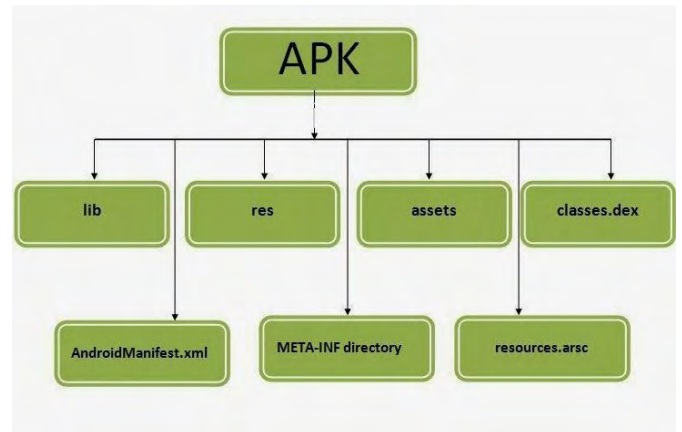 APK
lib
res
assets
classes.dex
AndroidManifest.xml
META-INF directory
resources.arsc